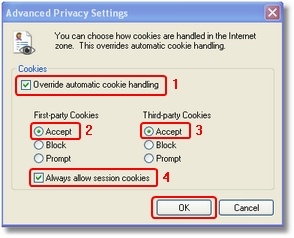 Advanced Privacy Settings
You can choose how cookies are handled in the Internet
zone. This overrides automatic cookie handling.
Cookies
Override automatic cookie handling 1
First-party Cookies Third-party Cookies
Accept 2 Accept 3
Block Block
Prompt Prompt
Always allow session cookies 4
OK Cancel